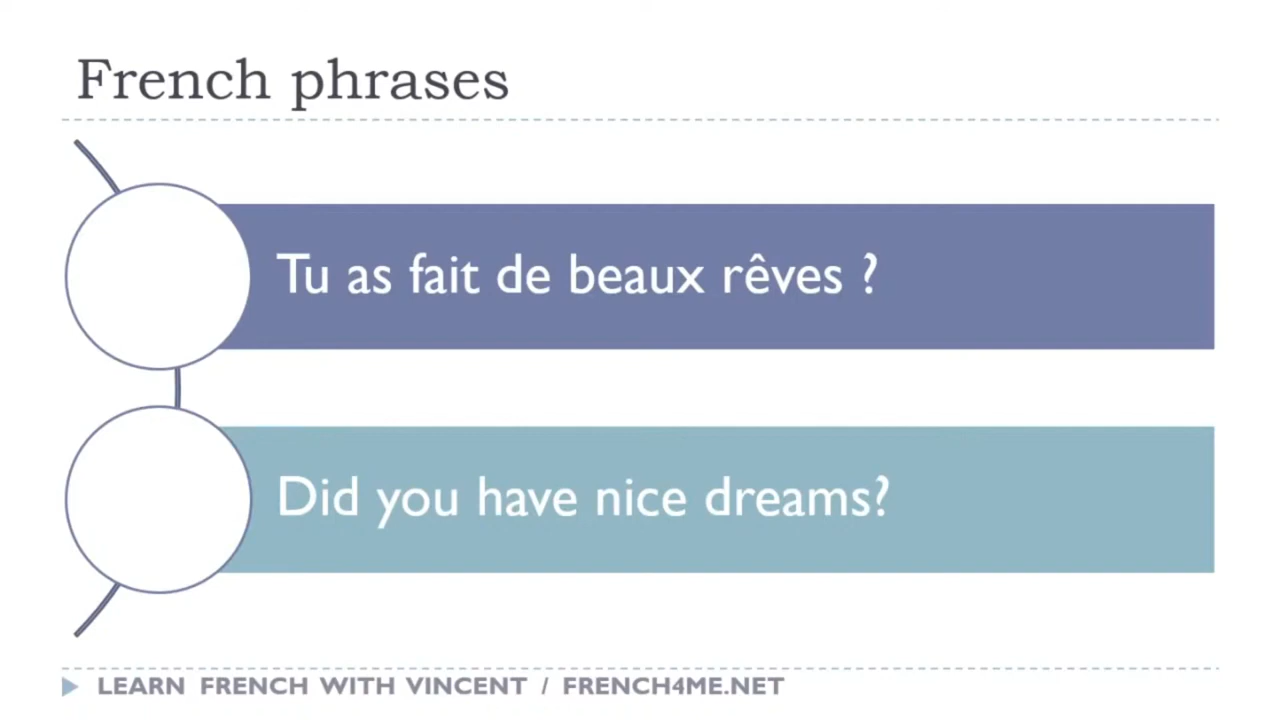 French phrases
Tu as fait de beaux rêves ?
Did you have nice dreams?
LEARN FRENCH WITH VINCENT / FRENCH4ME.NET